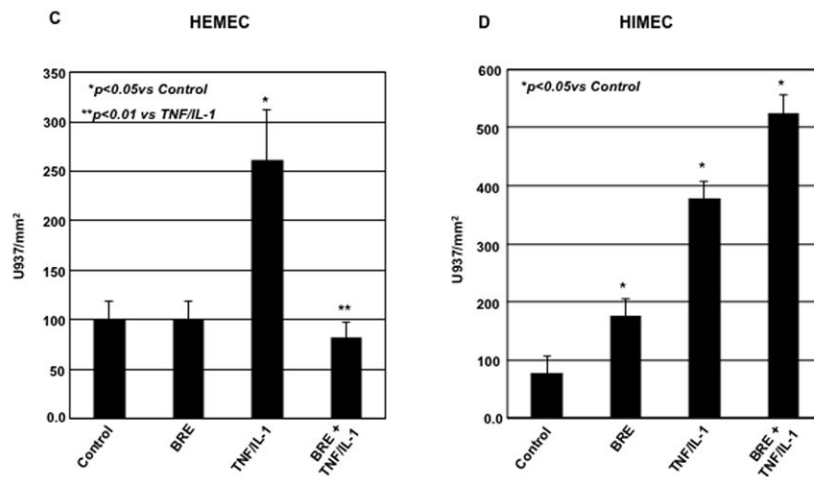 C HEMEC
350
300
250
200
150
100
50
0.0
U937/mm²
*p<0.05vs Control
**p<0.01 vs TNF/IL-1
*
**
Control
BRE
TNF/IL-1
BRE +
TNF/IL-1
D HIMEC
600
500
400
300
200
100
0.0
U937/mm²
*p<0.05vs Control
*
*
*
Control
BRE
TNF/IL-1
BRE +
TNF/IL-1